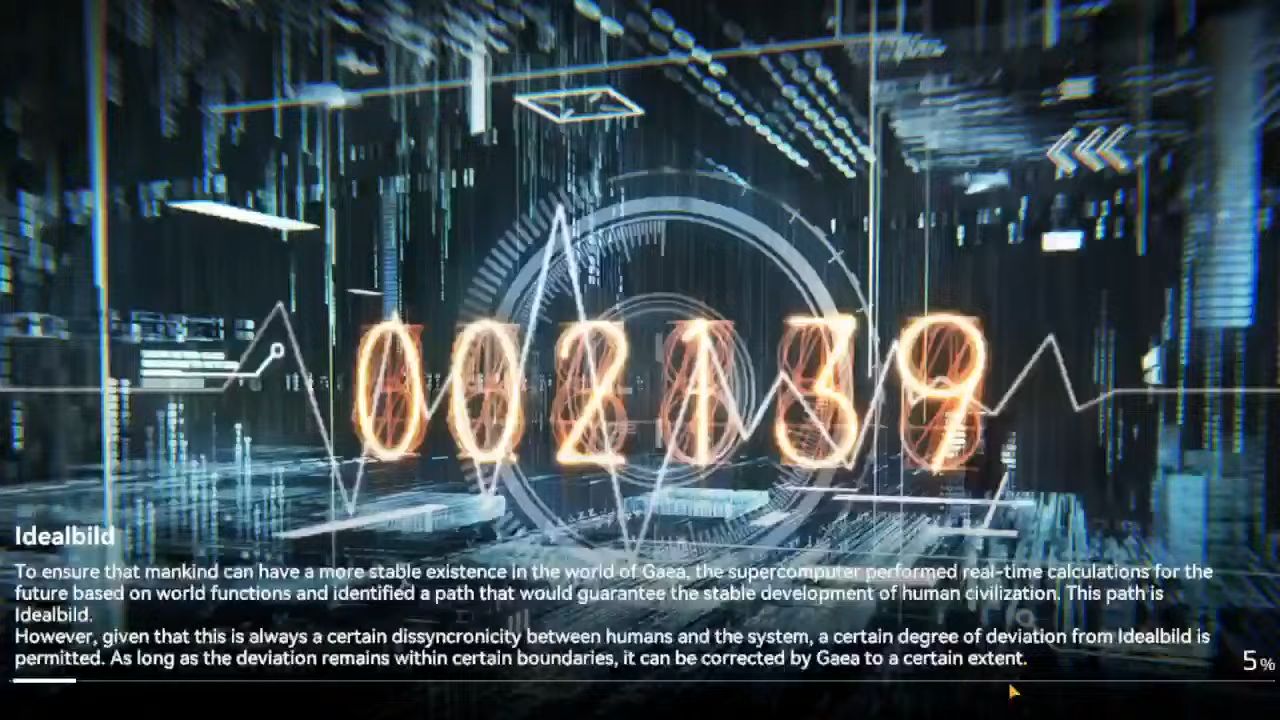 002139
Idealbild
To ensure that mankind can have a more stable existence in the world of Gaea, the supercomputer performed real-time calculations for the
future based on world functions and identified a path that would guarantee the stable development of human civilization. This path is
Idealbild.
However, given that this is always a certain dissyncronicity between humans and the system, a certain degree of deviation from Idealbild is
permitted. As long as the deviation remains within certain boundaries, it can be corrected by Gaea to a certain extent.
5%